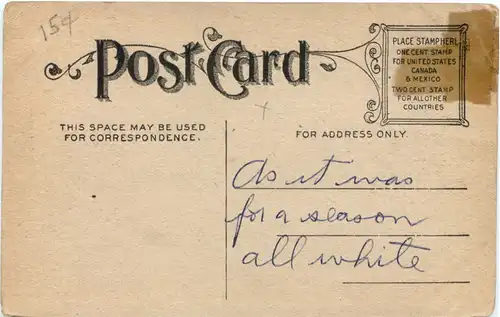 15¢
Post Card
PLACE STAMP HERE
ONE CENT STAMP
FOR UNITED STATES
CANADA
& MEXICO
TWO CENT STAMP
FOR ALL OTHER
COUNTRIES
THIS SPACE MAY BE USED
FOR CORRESPONDENCE.
FOR ADDRESS ONLY.
As it was
for a season
all white